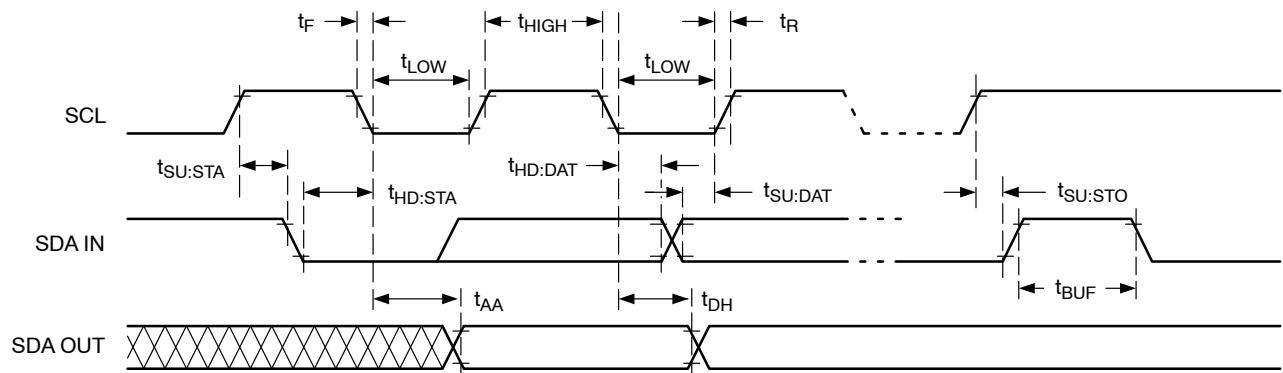 tF
tHIGH
tR
tLOW
tLOW
SCL
tSU:STA
tHD:STA
tHD:DAT
tSU:DAT
tSU:STO
SDA IN
tBUF
tAA
tDH
SDA OUT